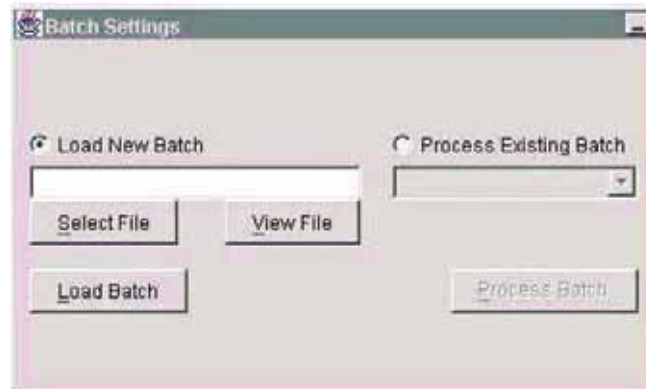 Batch Settings
Load New Batch
Process Existing Batch
Select File
View File
Load Batch
Process Batch